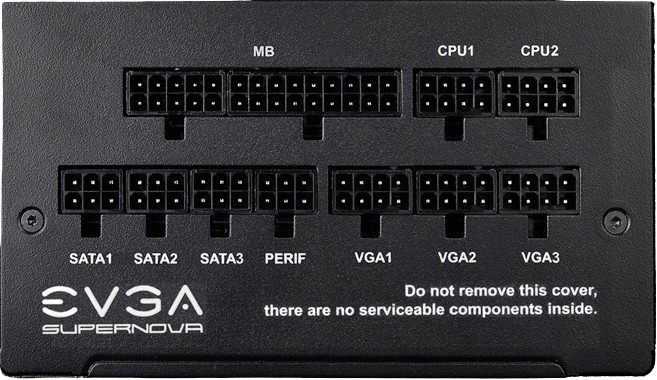 MB CPU1 CPU2
SATA1 SATA2 SATA3 PERIF VGA1 VGA2 VGA3
EVGA
SUPERNOVA
Do not remove this cover,
there are no serviceable components inside.